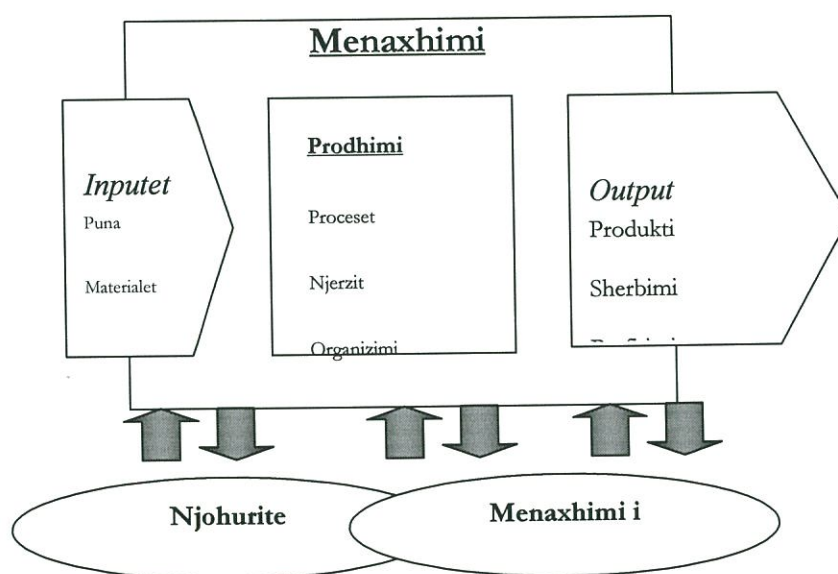 Menaxhimi
Inputet
Puna
Materialet
Prodhimi
Proceset
Njerzit
Organizimi
Output
Produkti
Sherbimi
Njohurite
Menaxhimi i